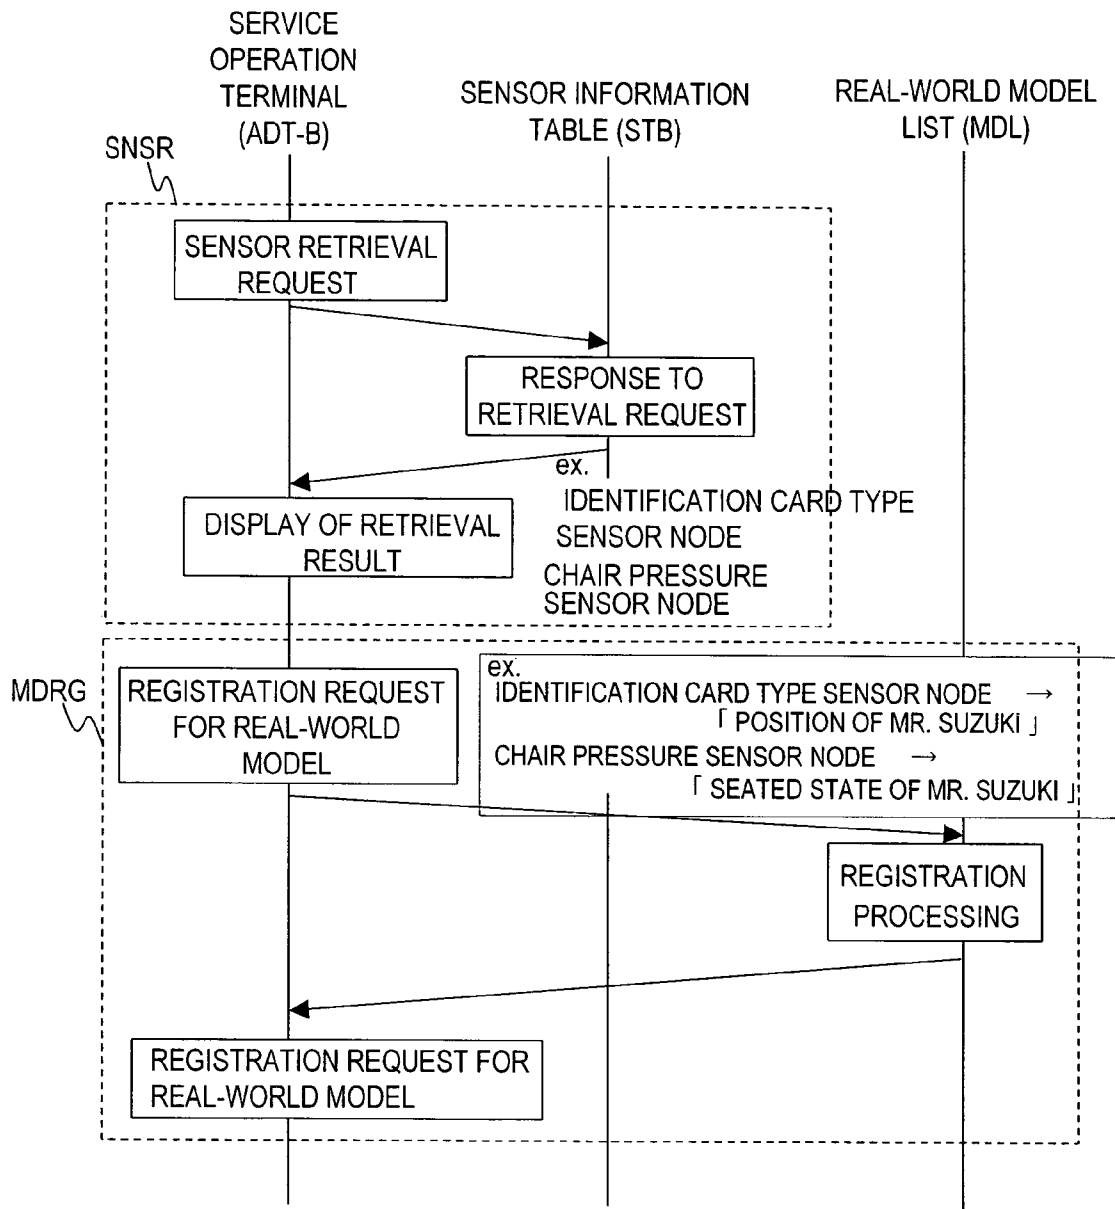 SERVICE
OPERATION
TERMINAL
(ADT-B)
SENSOR INFORMATION
TABLE (STB)
REAL-WORLD MODEL
LIST (MDL)
SNSR
SENSOR RETRIEVAL
REQUEST
RESPONSE TO
RETRIEVAL REQUEST
ex.
IDENTIFICATION CARD TYPE
SENSOR NODE
CHAIR PRESSURE
SENSOR NODE
DISPLAY OF RETRIEVAL
RESULT
MDRG
REGISTRATION REQUEST
FOR REAL-WORLD
MODEL
ex.
IDENTIFICATION CARD TYPE SENSOR NODE →
「 POSITION OF MR. SUZUKI 」
CHAIR PRESSURE SENSOR NODE →
「 SEATED STATE OF MR. SUZUKI 」
REGISTRATION
PROCESSING
REGISTRATION REQUEST FOR
REAL-WORLD MODEL